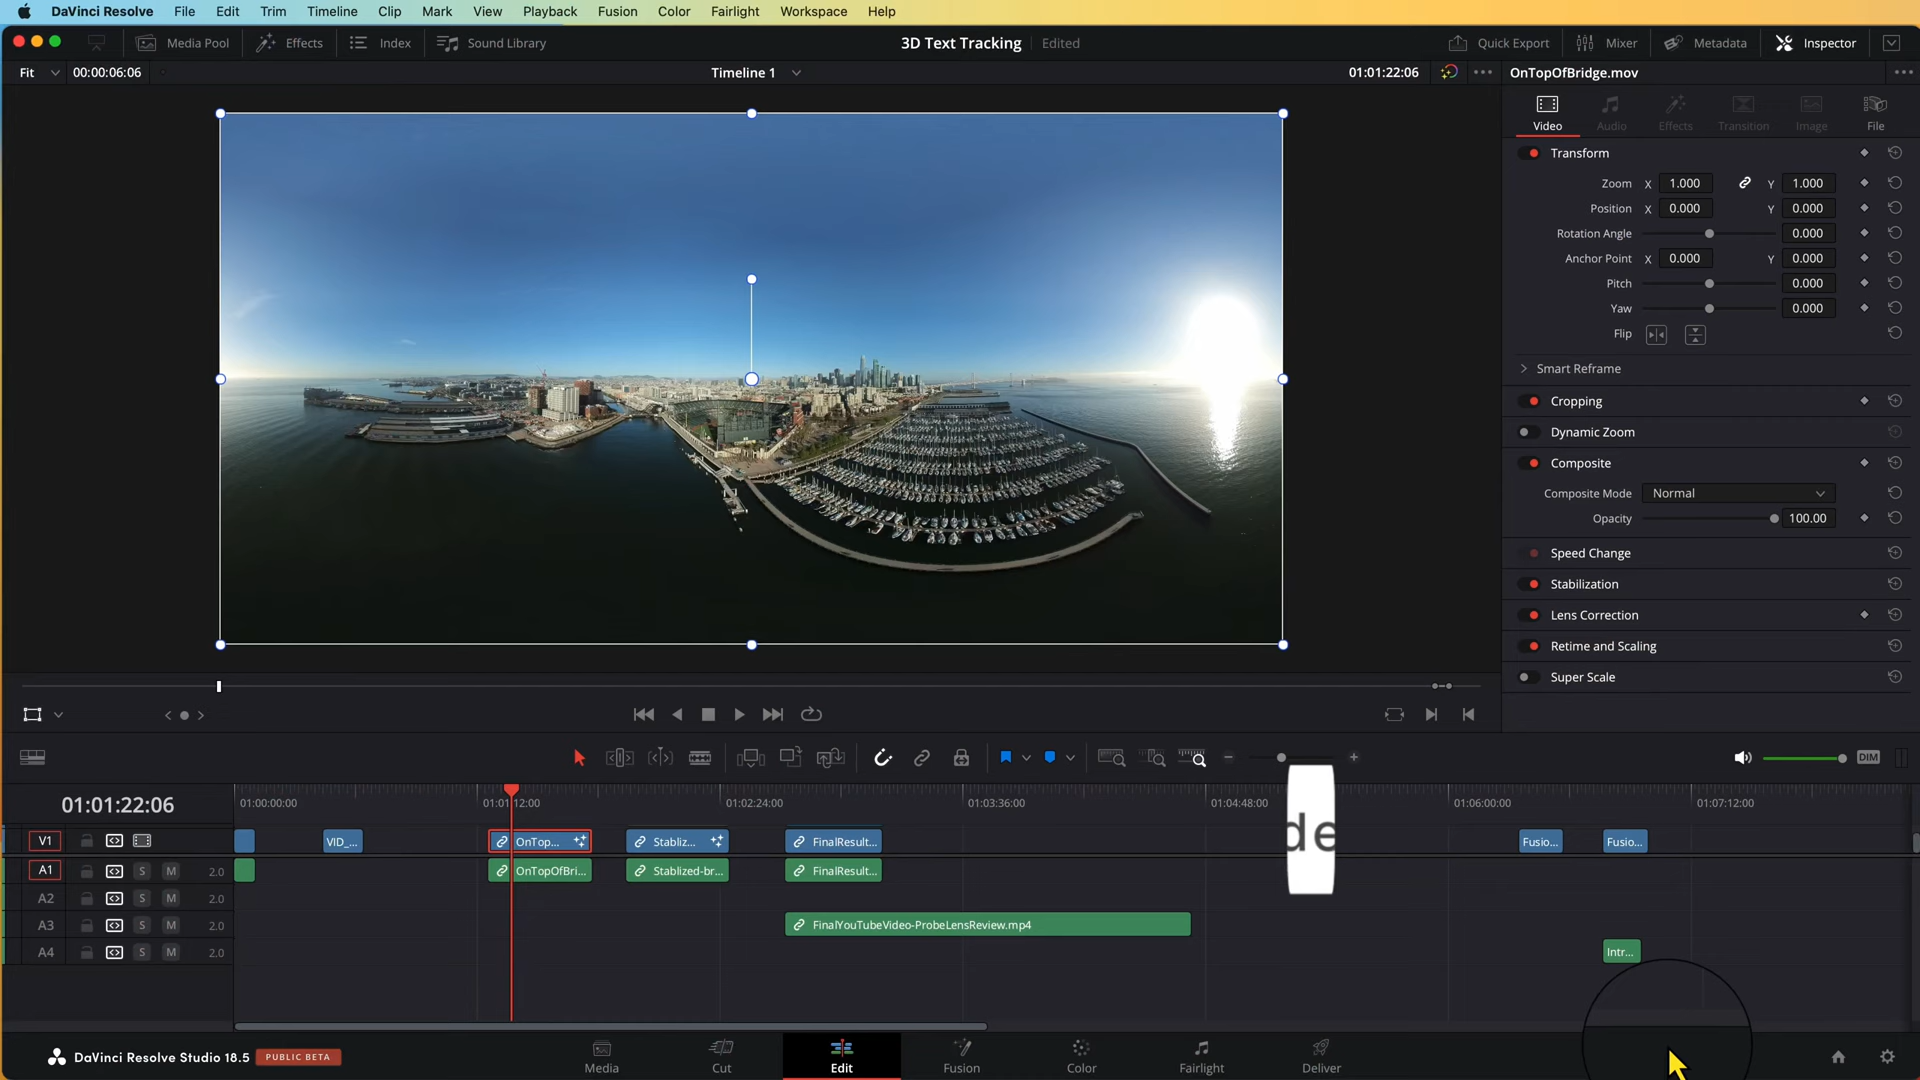 DaVinci Resolve File Edit Trim Timeline Clip Mark View Playback Fusion Color Fairlight Workspace Help
Media Pool Effects Index Sound Library 3D Text Tracking Edited Quick Export Mixer Metadata Inspector
Fit 00:00:06:06 Timeline 1 01:01:22:06 OnTopOfBridge.mov
Video Audio Effects Transition Image File
Transform
Zoom X 1.000 Y 1.000
Position X 0.000 Y 0.000
Rotation Angle 0.000
Anchor Point X 0.000 Y 0.000
Pitch 0.000
Yaw 0.000
Flip
Smart Reframe
Cropping
Dynamic Zoom
Composite
Composite Mode Normal
Opacity 100.00
Speed Change
Stabilization
Lens Correction
Retime and Scaling
Super Scale
DIM
01:01:22:06 01:00:00:00 01:01:12:00 01:02:24:00 01:03:36:00 01:04:48:00 01:06:00:00 01:07:12:00
de
V1 VID_... OnTop... Stabliz... FinalResult... Fusio... Fusio...
A1 S M 2.0 OnTopOfBri... Stablized-br... FinalResult...
A2 S M 2.0
A3 S M 2.0 FinalYouTubeVideo-ProbeLensReview.mp4
A4 S M 2.0 Intr...
DaVinci Resolve Studio 18.5 PUBLIC BETA Media Cut Edit Fusion Color Fairlight Deliver